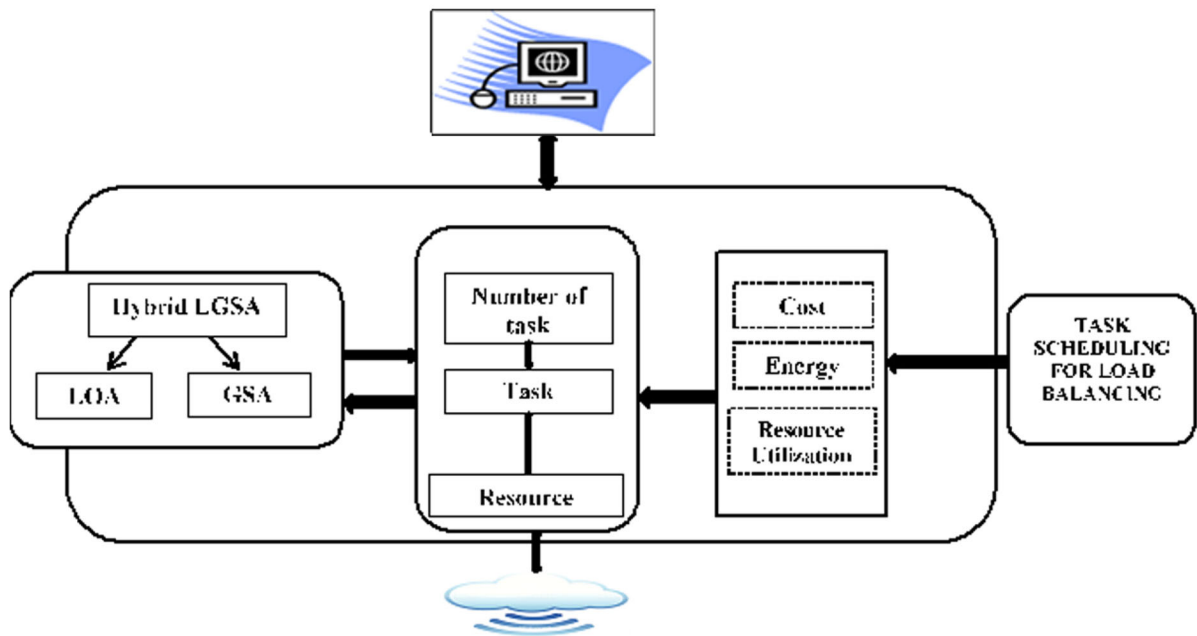 Hybrid LGSA
LOA
GSA
Number of
task
Task
Resource
Cost
Energy
Resource
Utilization
TASK
SCHEDULING
FOR LOAD
BALANCING